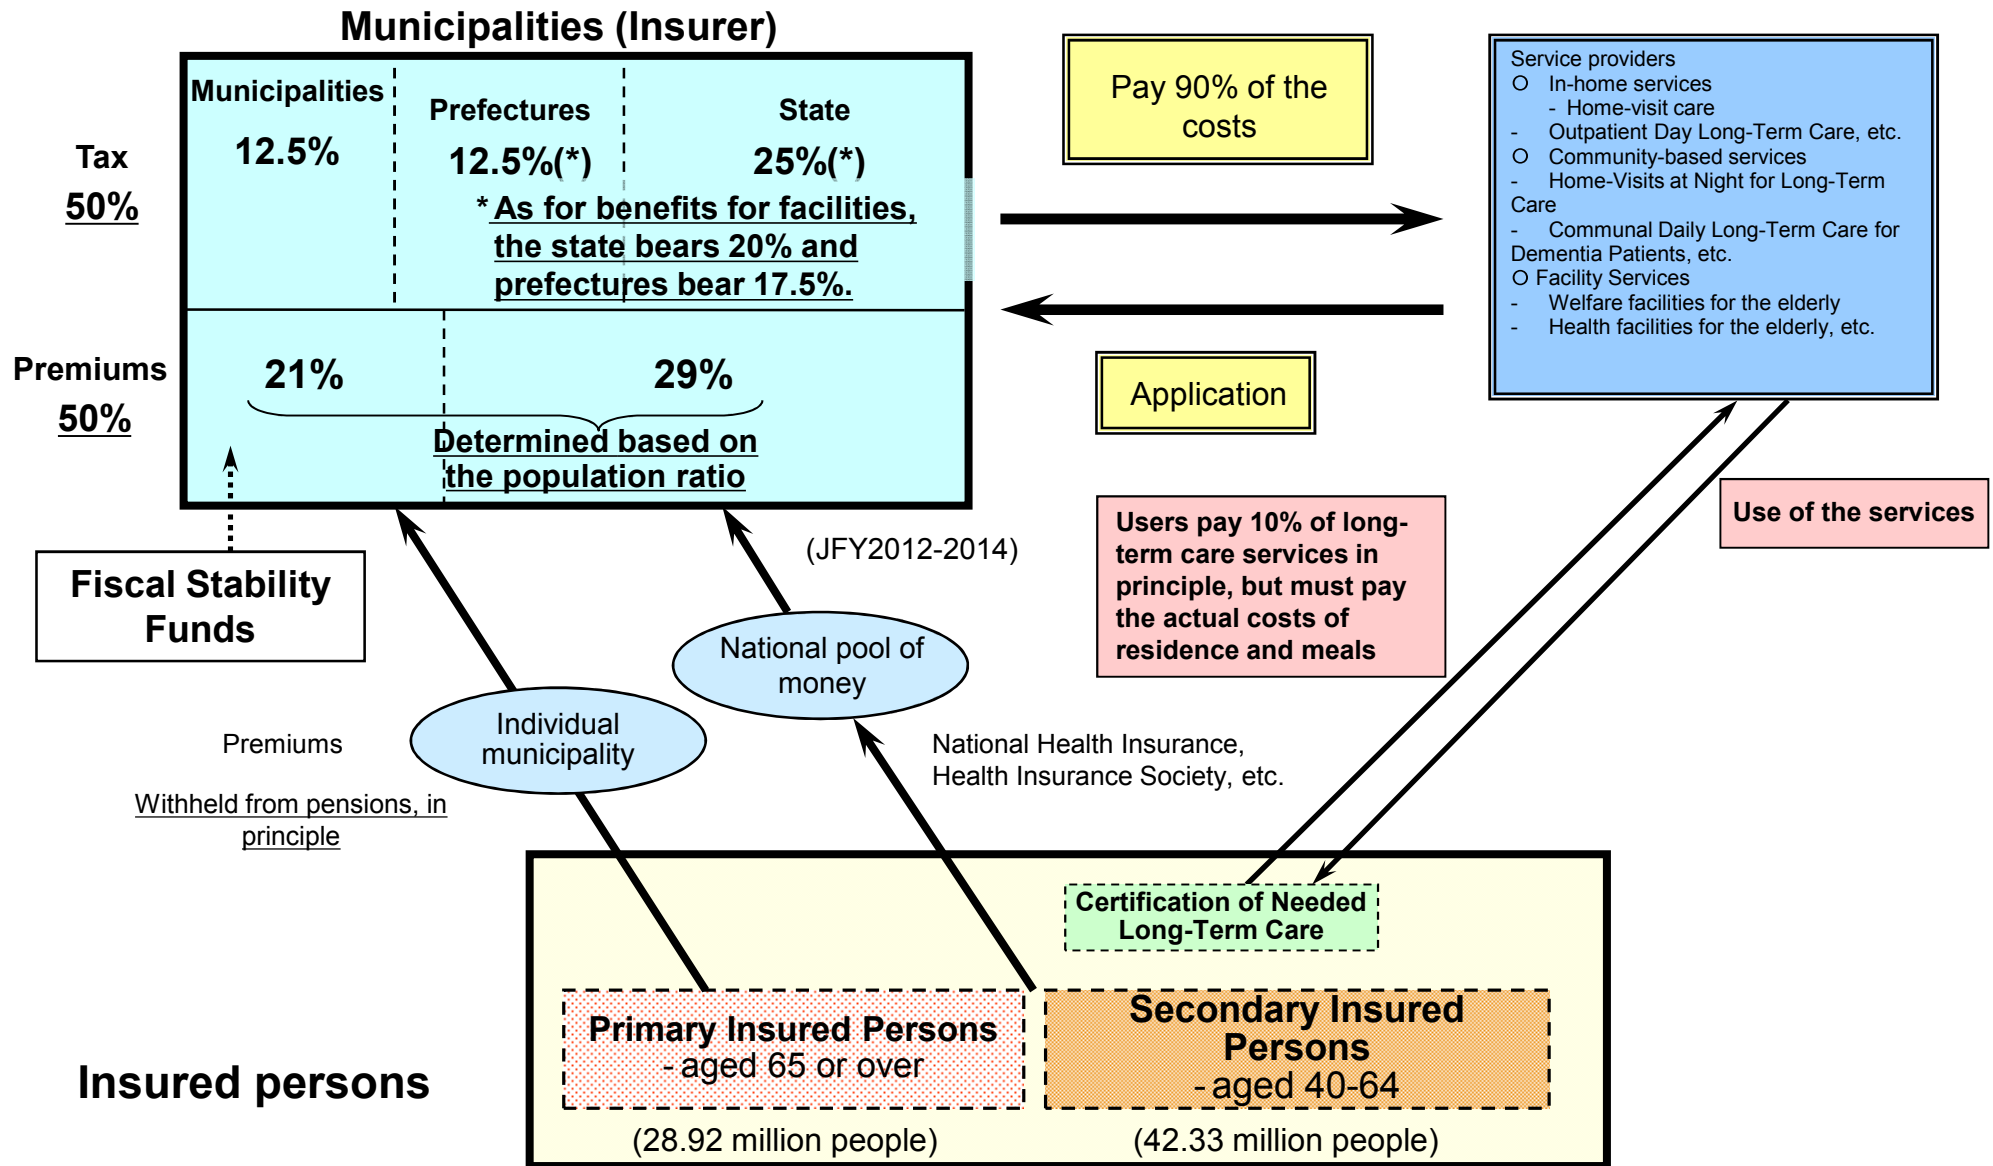 Municipalities (Insurer)
Tax
50%
Municipalities
12.5%
Prefectures
12.5%(*)
State
25%(*)
* As for benefits for facilities,
the state bears 20% and
prefectures bear 17.5%.
Premiums
50%
21%
29%
Determined based on
the population ratio
Pay 90% of the
costs
Application
Service providers
O In-home services
- Home-visit care
- Outpatient Day Long-Term Care, etc.
O Community-based services
- Home-Visits at Night for Long-Term
Care
- Communal Daily Long-Term Care for
Dementia Patients, etc.
O Facility Services
- Welfare facilities for the elderly
- Health facilities for the elderly, etc.
Fiscal Stability
Funds
(JFY2012-2014)
Users pay 10% of long-
term care services in
principle, but must pay
the actual costs of
residence and meals
Use of the services
National pool of
money
Individual
municipality
Premiums
Withheld from pensions, in
principle
National Health Insurance,
Health Insurance Society, etc.
Certification of Needed
Long-Term Care
Insured persons
Primary Insured Persons
- aged 65 or over
(28.92 million people)
Secondary Insured
Persons
- aged 40-64
(42.33 million people)